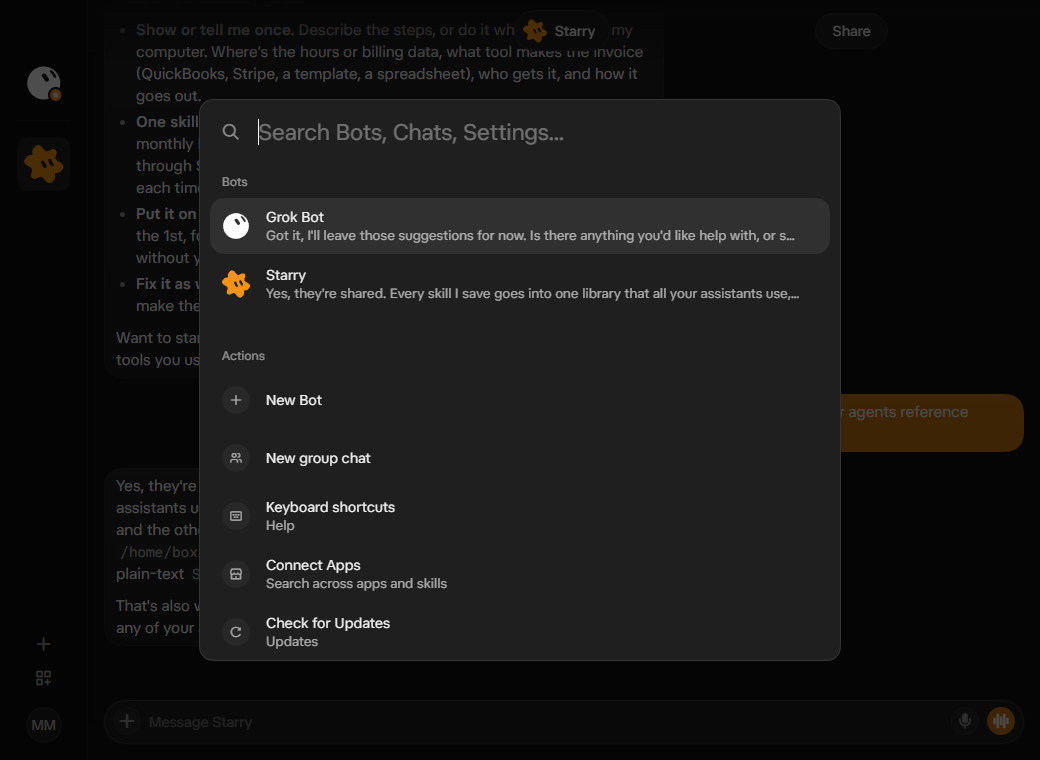 Show or tell me once. Describe the steps, or do it wh
my
Starry
Share
computer. Where's the hours or billing data, what tool makes the invoice
(QuickBooks, Stripe, a template, a spreadsheet), who gets it, and how it
goes out.
One skill
monthly
through
each time
Put it on
the 1st, fo
without y
Fix it as w
make the
Want to star
tools you us
Search Bots, Chats, Settings...
Bots
Grok Bot
Got it, I'll leave those suggestions for now. Is there anything you'd like help with, or s...
Starry
Yes, they're shared. Every skill I save goes into one library that all your assistants use,...
Actions
New Bot
New group chat
Keyboard shortcuts
Help
Connect Apps
Search across apps and skills
Check for Updates
Updates
r agents reference
Yes, they're
assistants u
and the othe
/home/box
plain-text
That's also w
any of your
MM
Message Starry